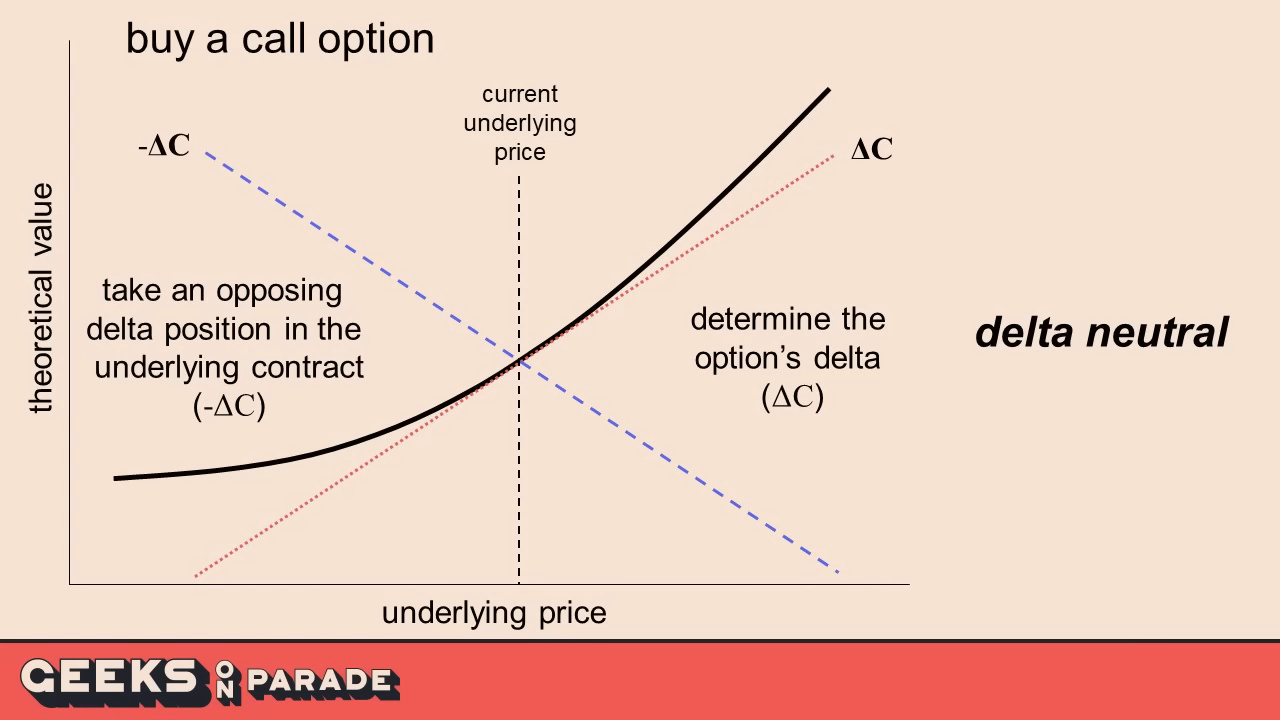 buy a call option
current
underlying
price
-ΔC
ΔC
theoretical value
take an opposing
delta position in the
underlying contract
(-ΔC)
determine the
option’s delta
(ΔC)
delta neutral
underlying price
GEEKS ON PARADE